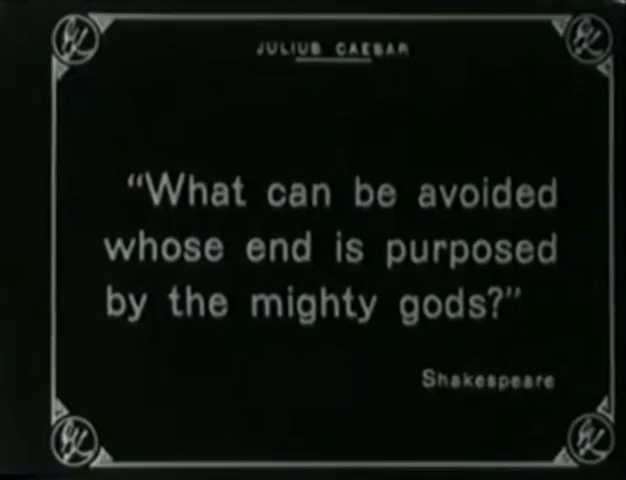 JULIUS CAESAR
"What can be avoided
whose end is purposed
by the mighty gods?"
Shakespeare